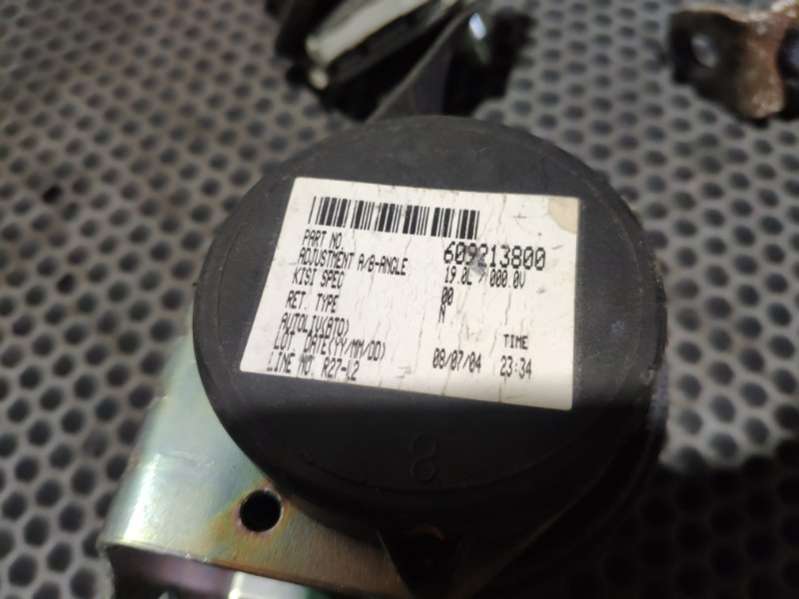 PART NO. 609213800
ADJUSTMENT A/B-ANGLE 19.0L / 000.0V
KISI SPEC 00
RET. TYPE N
AUTOLIV(BTO)
LOT. DATE(YY/MM/DD) 08/07/04 TIME 23:34
LINE NO. R27-L2